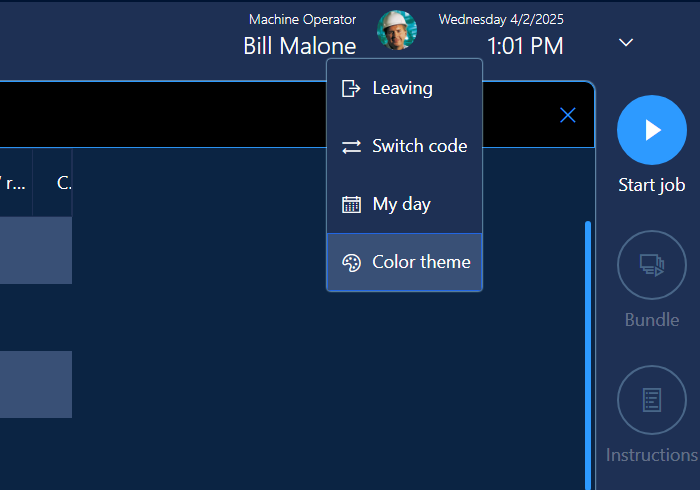 Machine Operator
Bill Malone
Wednesday 4/2/2025
1:01 PM
Leaving
Switch code
My day
Color theme
r...
C.
Start job
Bundle
Instructions